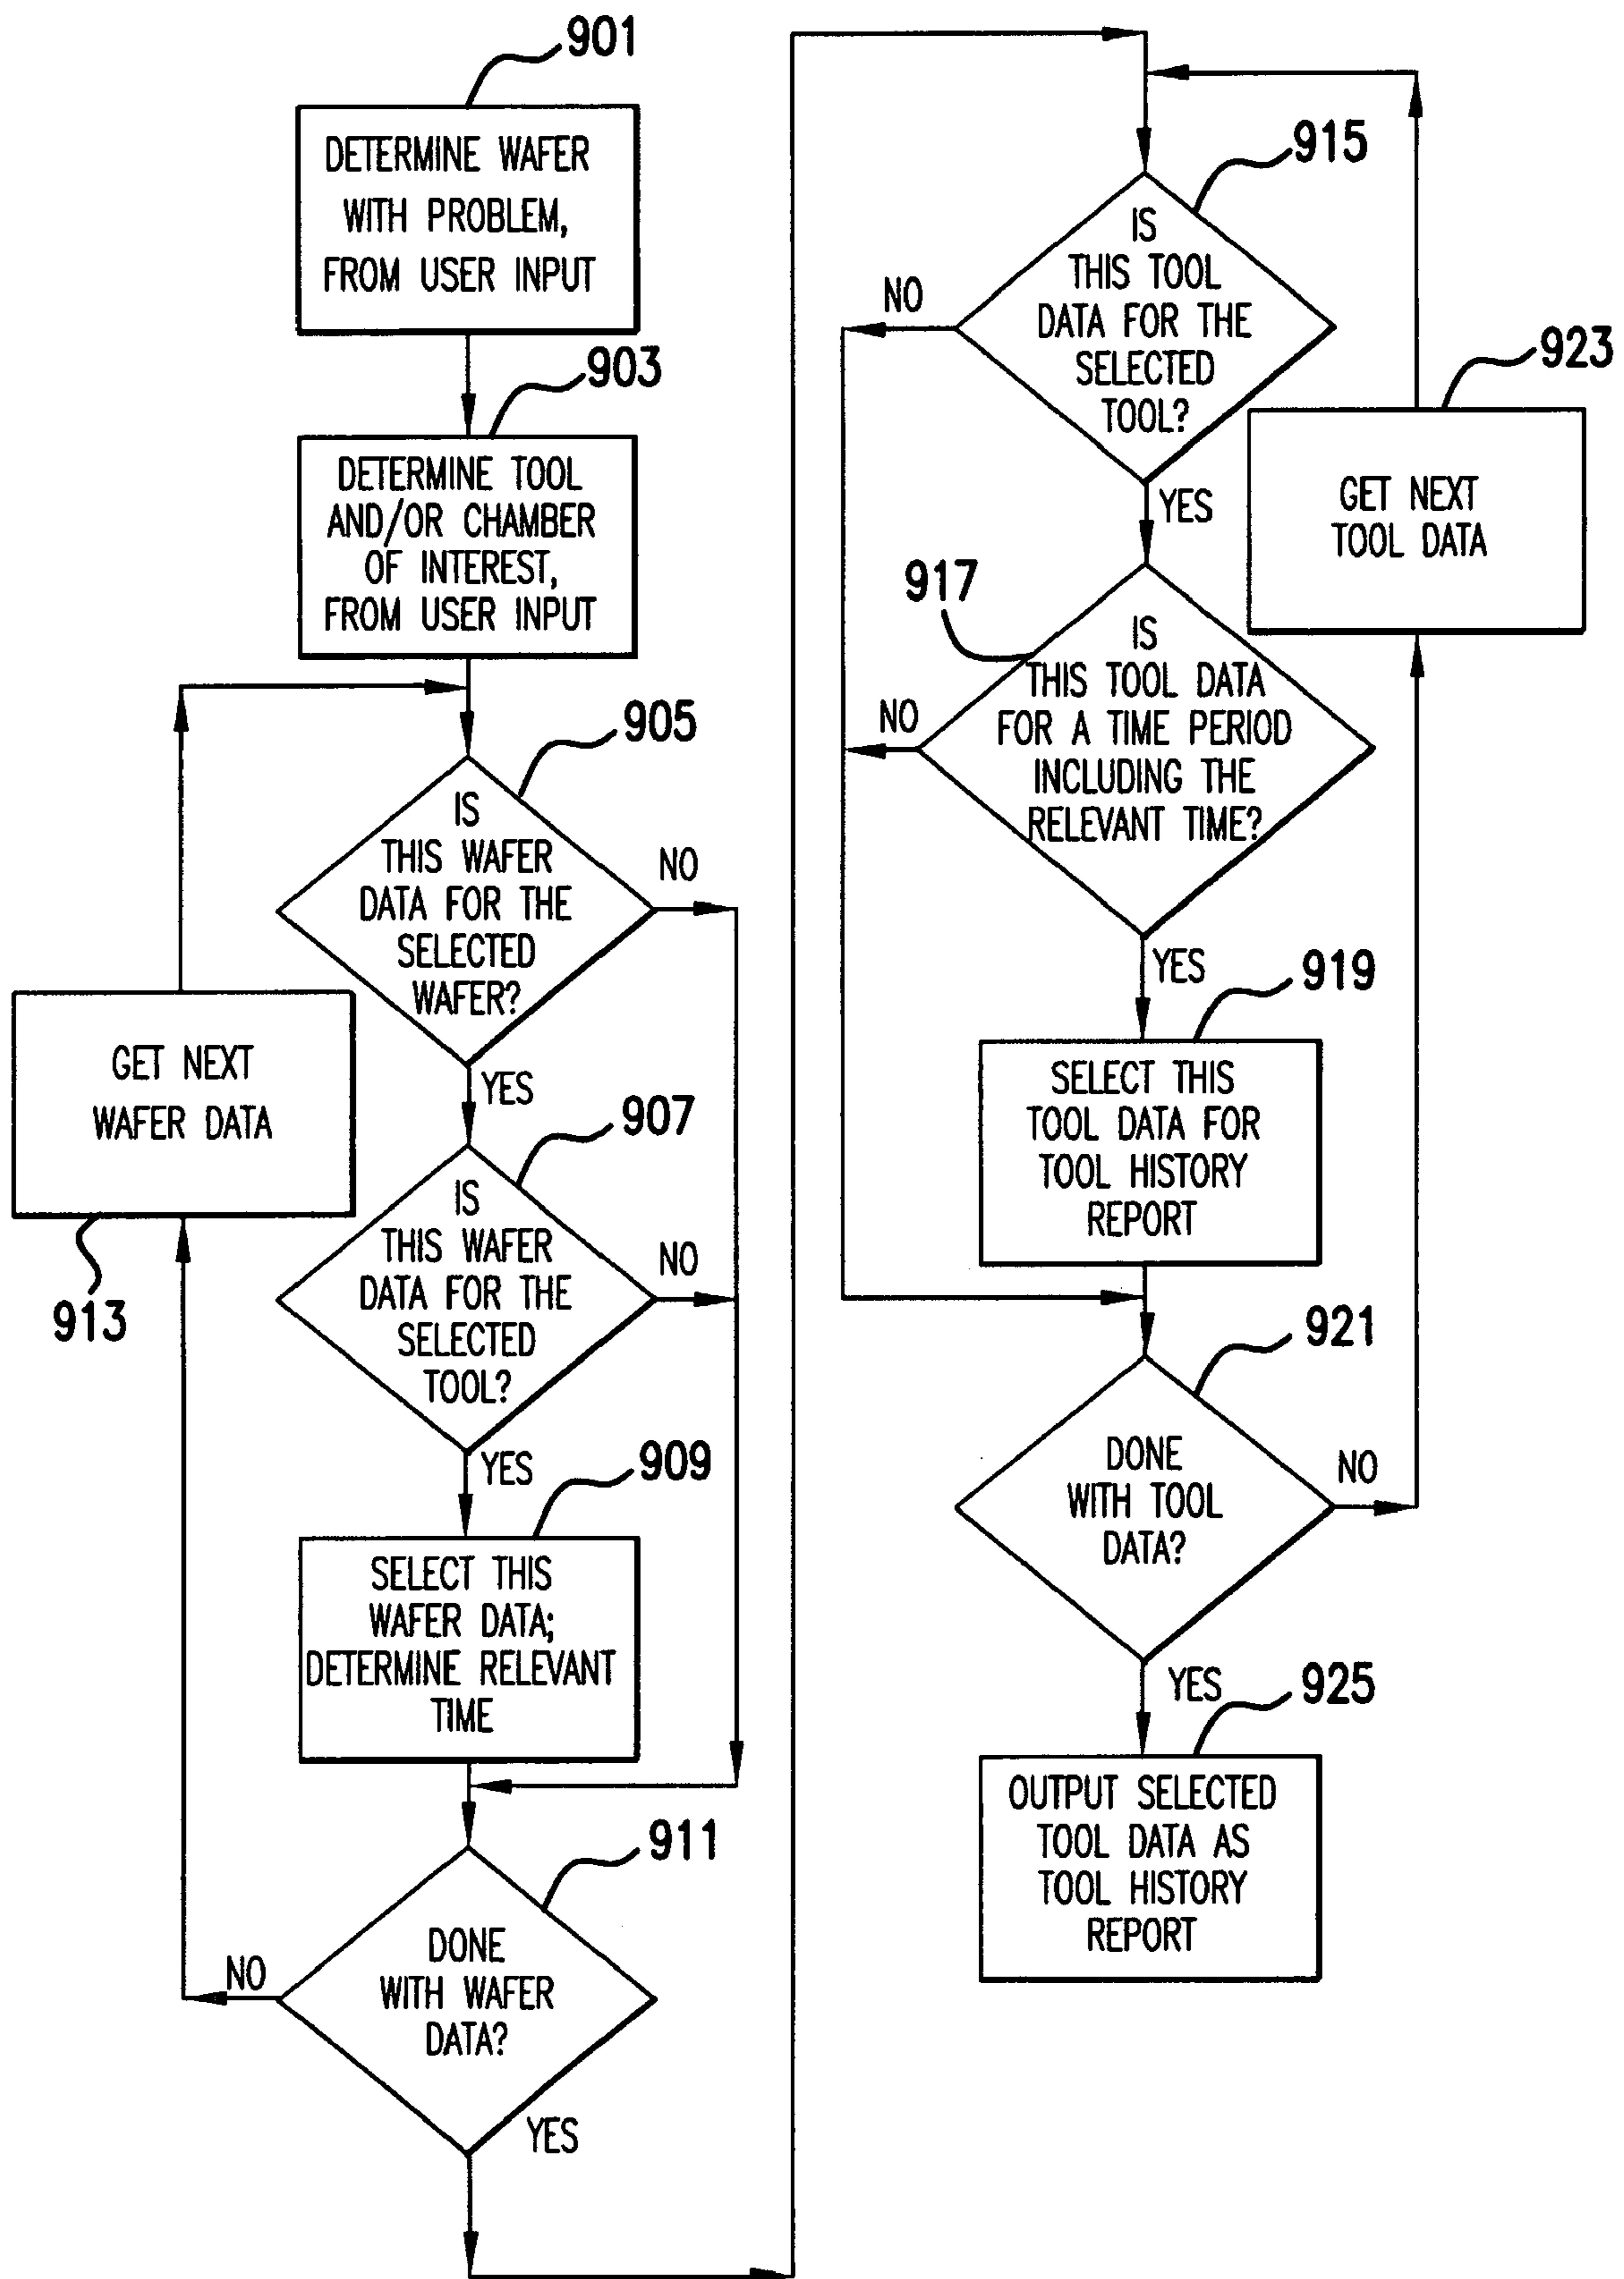 901
DETERMINE WAFER
WITH PROBLEM,
FROM USER INPUT
903
DETERMINE TOOL
AND/OR CHAMBER
OF INTEREST,
FROM USER INPUT
905
IS
THIS WAFER
DATA FOR THE
SELECTED
WAFER?
NO
YES
GET NEXT
WAFER DATA
913
907
IS
THIS WAFER
DATA FOR THE
SELECTED
TOOL?
NO
YES
909
SELECT THIS
WAFER DATA;
DETERMINE RELEVANT
TIME
911
DONE
WITH WAFER
DATA?
NO
YES
915
IS
THIS TOOL
DATA FOR THE
SELECTED
TOOL?
NO
YES
923
GET NEXT
TOOL DATA
917
IS
THIS TOOL DATA
FOR A TIME PERIOD
INCLUDING THE
RELEVANT TIME?
NO
YES
919
SELECT THIS
TOOL DATA FOR
TOOL HISTORY
REPORT
921
DONE
WITH TOOL
DATA?
NO
YES
925
OUTPUT SELECTED
TOOL DATA AS
TOOL HISTORY
REPORT